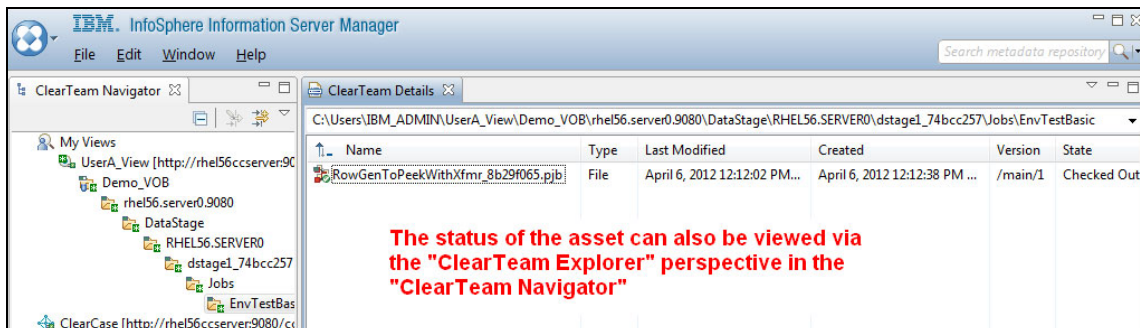 IBM. InfoSphere Information Server Manager
File Edit Window Help
Search metadata repository
ClearTeam Navigator
ClearTeam Details
C:\Users\IBM_ADMIN\UserA_View\Demo_VOB\rhel56.server0.9080\DataStage\RHEL56.SERVER0\dstage1_74bcc257\Jobs\EnvTestBasic
My Views
UserA_View [http://rhel56ccserver:90
Demo_VOB
rhel56.server0.9080
DataStage
RHEL56.SERVER0
dstage1_74bcc257
Jobs
EnvTestBas
ClearCase [http://rhel56ccserver:9080/cc
Name Type Last Modified Created Version State
RowGenToPeekWithXfmr_8b29f065.pjb File April 6, 2012 12:12:02 PM... April 6, 2012 12:12:38 PM ... /main/1 Checked Out
The status of the asset can also be viewed via
the "ClearTeam Explorer" perspective in the
"ClearTeam Navigator"